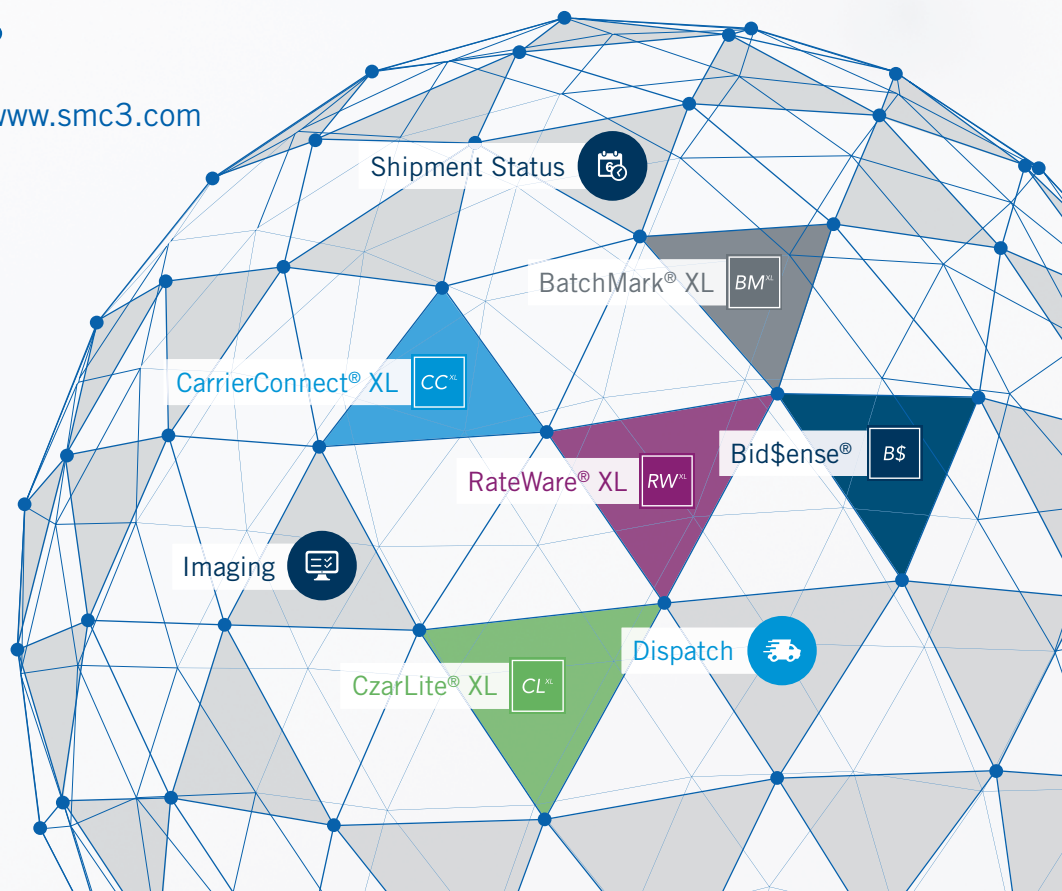 www.smc3.com
Shipment Status
6
BatchMark® XL
BM XL
CarrierConnect® XL
CC XL
Bid$ense®
B$
RateWare® XL
RW XL
Imaging
Dispatch
CzarLite® XL
CL XL